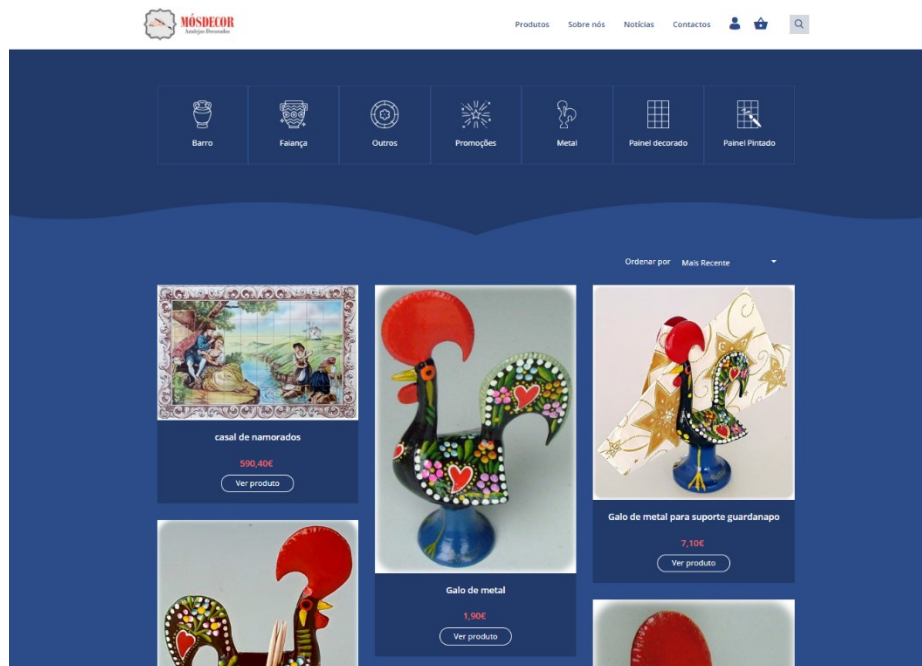 MÓSDECOR
Azulejos Decorados
Produtos Sobre nós Notícias Contactos
Barro Faiança Outros Promoções Metal Painel decorado Painel Pintado
Ordenar por Mais Recente
casal de namorados
590,40€
Ver produto
Galo de metal
1,90€
Ver produto
Galo de metal para suporte guardanapo
7,10€
Ver produto